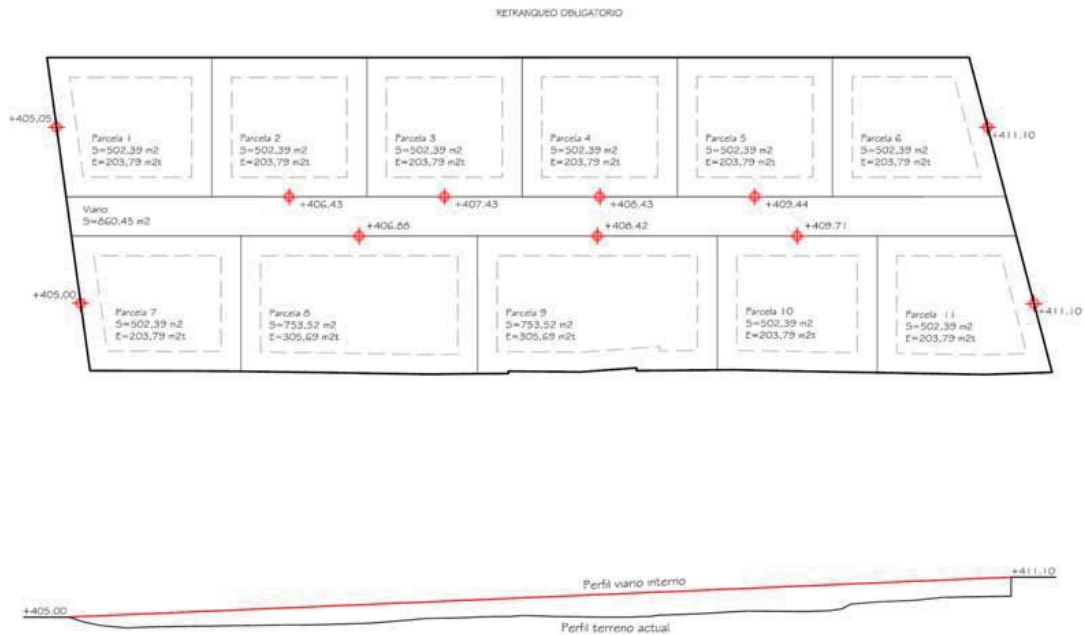 RETRANQUEO OBLIGATORIO
+405,05
Parcela 1
S=502,39 m2
E=203,79 m2t
Parcela 2
S=502,39 m2
E=203,79 m2t
Parcela 3
S=502,39 m2
E=203,79 m2t
Parcela 4
S=502,39 m2
E=203,79 m2t
Parcela 5
S=502,39 m2
E=203,79 m2t
Parcela 6
S=502,39 m2
E=203,79 m2t
+411,10
+406,43
+407,43
+408,43
+409,44
Viario
S=860,45 m2
+406,88
+408,42
+409,71
+405,00
Parcela 7
S=502,39 m2
E=203,79 m2t
Parcela 8
S=753,52 m2
E=305,69 m2t
Parcela 9
S=753,52 m2
E=305,69 m2t
Parcela 10
S=502,39 m2
E=203,79 m2t
Parcela 11
S=502,39 m2
E=203,79 m2t
+411,10
+411,10
Perfil viario interno
+405,00
Perfil terreno actual